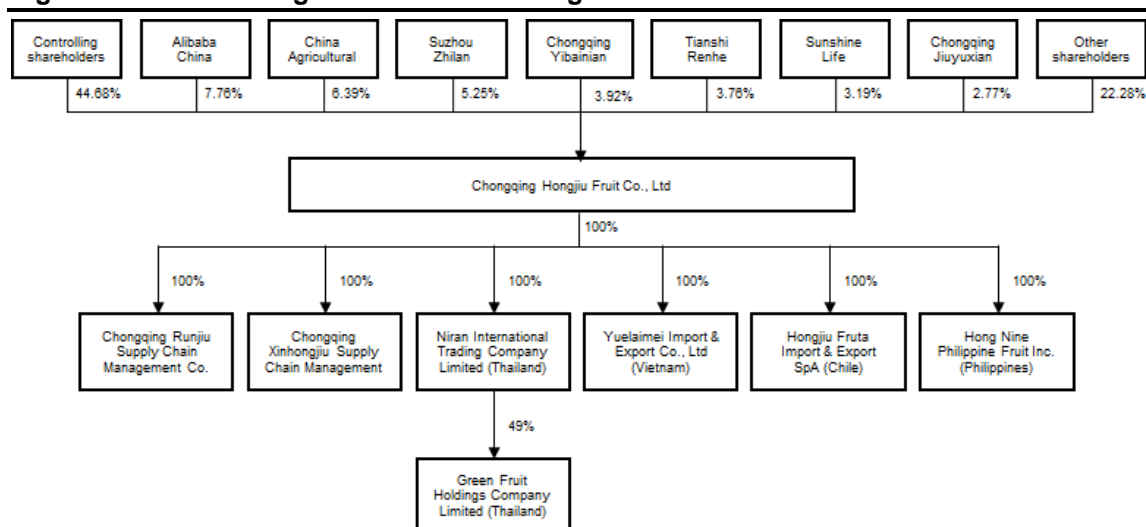 Controlling
shareholders
Alibaba
China
China
Agricultural
Suzhou
Zhilan
Chongqing
Yibainian
Tianshi
Renhe
Sunshine
Life
Chongqing
Jiuyuxian
Other
shareholders
44.68%
7.76%
6.39%
5.25%
3.92%
3.76%
3.19%
2.77%
22.28%
Chongqing Hongjiu Fruit Co., Ltd
100%
100%
100%
100%
100%
100%
100%
Chongqing Runjiu
Supply Chain
Management Co.
Chongqing
Xinhongjiu Supply
Chain Management
Niran International
Trading Company
Limited (Thailand)
Yuelaimei Import &
Export Co., Ltd
(Vietnam)
Hongjiu Fruta
Import & Export
SpA (Chile)
Hong Nine
Philippine Fruit Inc.
(Philippines)
49%
Green Fruit
Holdings Company
Limited (Thailand)